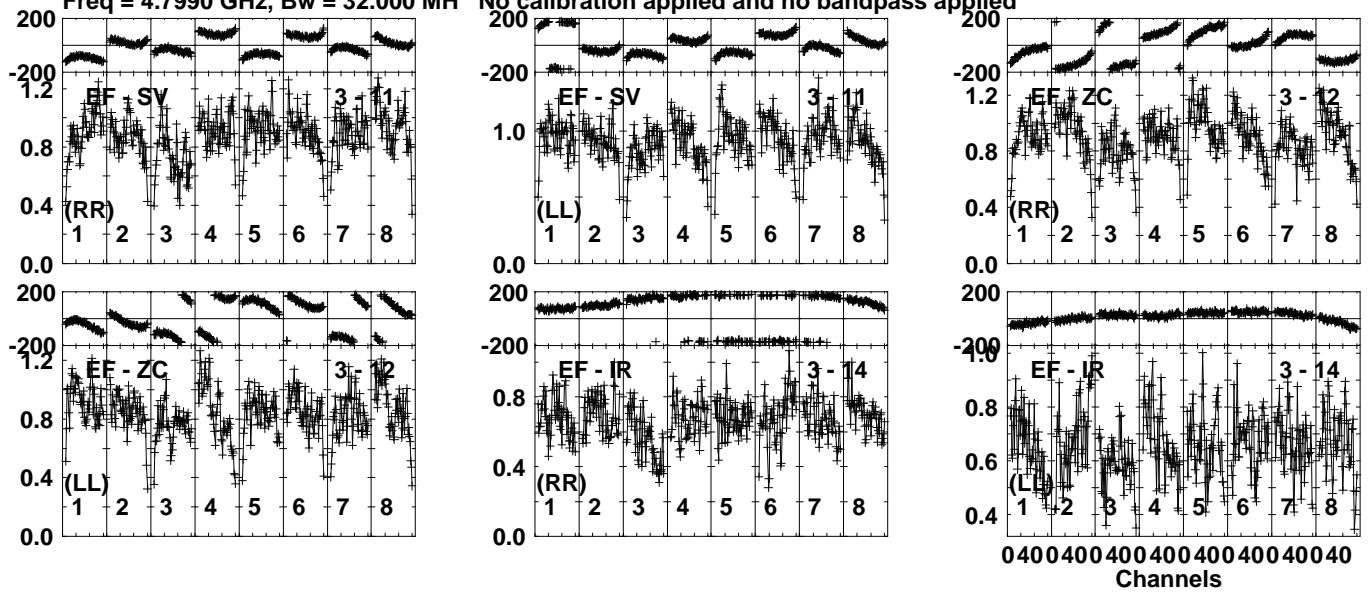 Freq = 4.7990 GHz, Bw = 32.000 MH No calibration applied and no bandpass applied
200
-200
1.2
0.8
0.4
0.0
EF - SV 3 - 11
(RR)
1 2 3 4 5 6 7 8
200
-200
1.0
0.0
EF - SV 3 - 11
(LL)
1 2 3 4 5 6 7 8
200
-200
1.2
0.8
0.4
0.0
EF - ZC 3 - 12
(RR)
1 2 3 4 5 6 7 8
200
-200
1.2
0.8
0.4
0.0
EF - ZC 3 - 12
(LL)
1 2 3 4 5 6 7 8
200
-200
0.8
0.4
0.0
EF - IR 3 - 14
(RR)
1 2 3 4 5 6 7 8
200
-200
1.0
0.8
0.6
0.4
EF - IR 3 - 14
(LL)
1 2 3 4 5 6 7 8
0 40 0 40 0 40 0 40 0 40 0 40 0 40 0 40
Channels